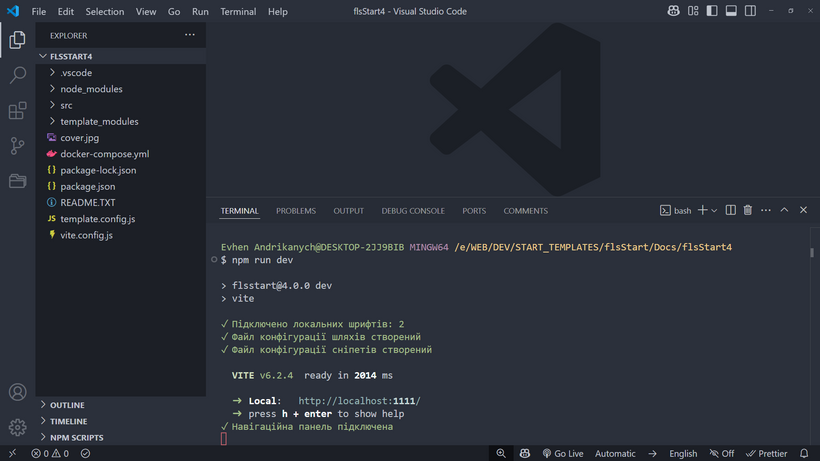 File Edit Selection View Go Run Terminal Help
flsStart4 - Visual Studio Code
EXPLORER
FLSSTART4
.vscode
node_modules
src
template_modules
cover.jpg
docker-compose.yml
package-lock.json
package.json
README.TXT
JS template.config.js
vite.config.js
OUTLINE
TIMELINE
NPM SCRIPTS
TERMINAL PROBLEMS OUTPUT DEBUG CONSOLE PORTS COMMENTS
bash
Evhen Andrikanych@DESKTOP-2JJ9BIB MINGW64 /e/WEB/DEV/START_TEMPLATES/flsStart/Docs/flsStart4
$ npm run dev
> flsstart@4.0.0 dev
> vite
✓ Підключено локальних шрифтів: 2
✓ Файл конфігурації шляхів створений
✓ Файл конфігурації сніпетів створений
VITE v6.2.4 ready in 2014 ms
➜ Local: http://localhost:1111/
➜ press h + enter to show help
✓ Навігаційна панель підключена
0 0
Go Live Automatic English Off Prettier